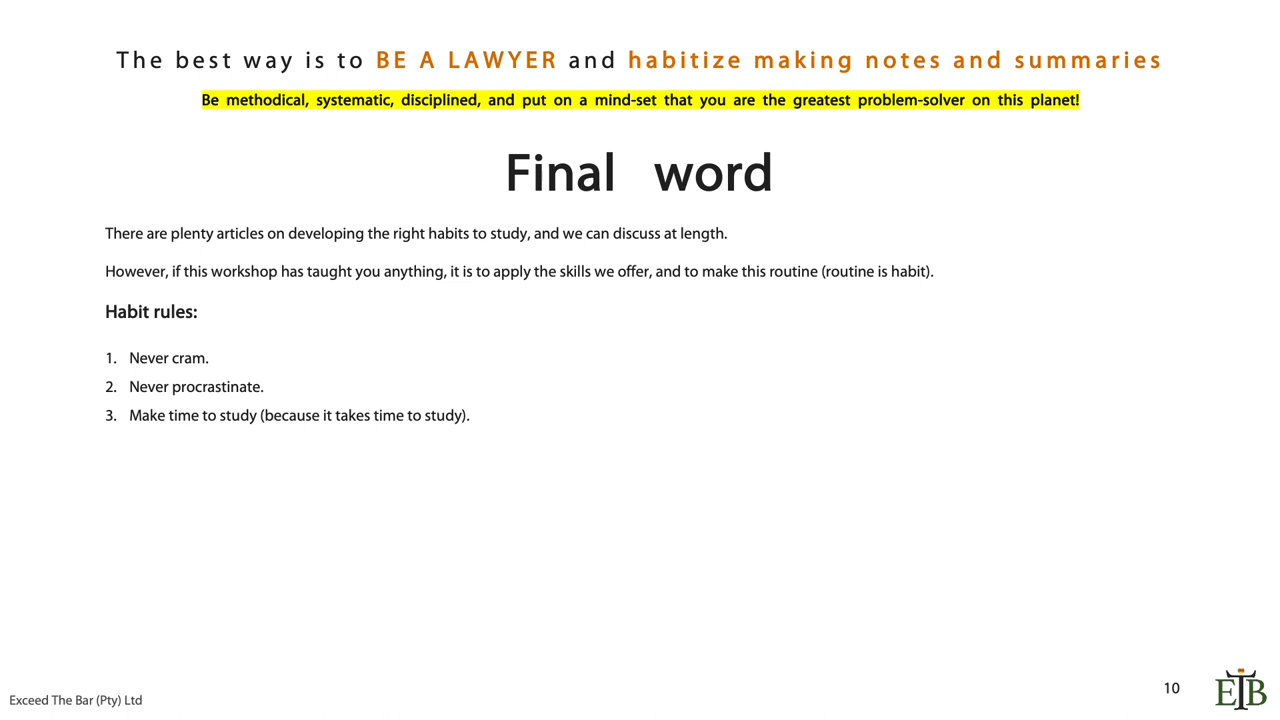 The best way is to BE A LAWYER and habitize making notes and summaries
Be methodical, systematic, disciplined, and put on a mind-set that you are the greatest problem-solver on this planet!
Final word
There are plenty articles on developing the right habits to study, and we can discuss at length.
However, if this workshop has taught you anything, it is to apply the skills we offer, and to make this routine (routine is habit).
Habit rules:
1. Never cram.
2. Never procrastinate.
3. Make time to study (because it takes time to study).
10
ETB
Exceed The Bar (Pty) Ltd